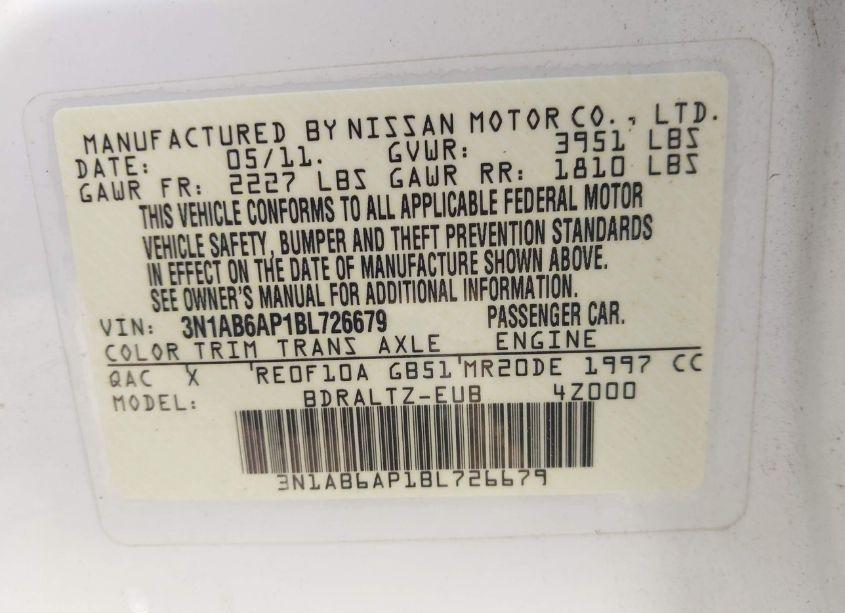 MANUFACTURED BY NISSAN MOTOR CO., LTD.
DATE: 05/11. GVWR: 3951 LBS
GAWR FR: 2227 LBS GAWR RR: 1810 LBS
THIS VEHICLE CONFORMS TO ALL APPLICABLE FEDERAL MOTOR
VEHICLE SAFETY, BUMPER AND THEFT PREVENTION STANDARDS
IN EFFECT ON THE DATE OF MANUFACTURE SHOWN ABOVE.
SEE OWNER'S MANUAL FOR ADDITIONAL INFORMATION.
VIN: 3N1AB6AP1BL726679 PASSENGER CAR.
COLOR TRIM TRANS AXLE ENGINE
QAC X RE0F10A GB51 MR20DE 1997 CC
MODEL: BDRALTZ-EUB 4Z000
3N1AB6AP1BL726679